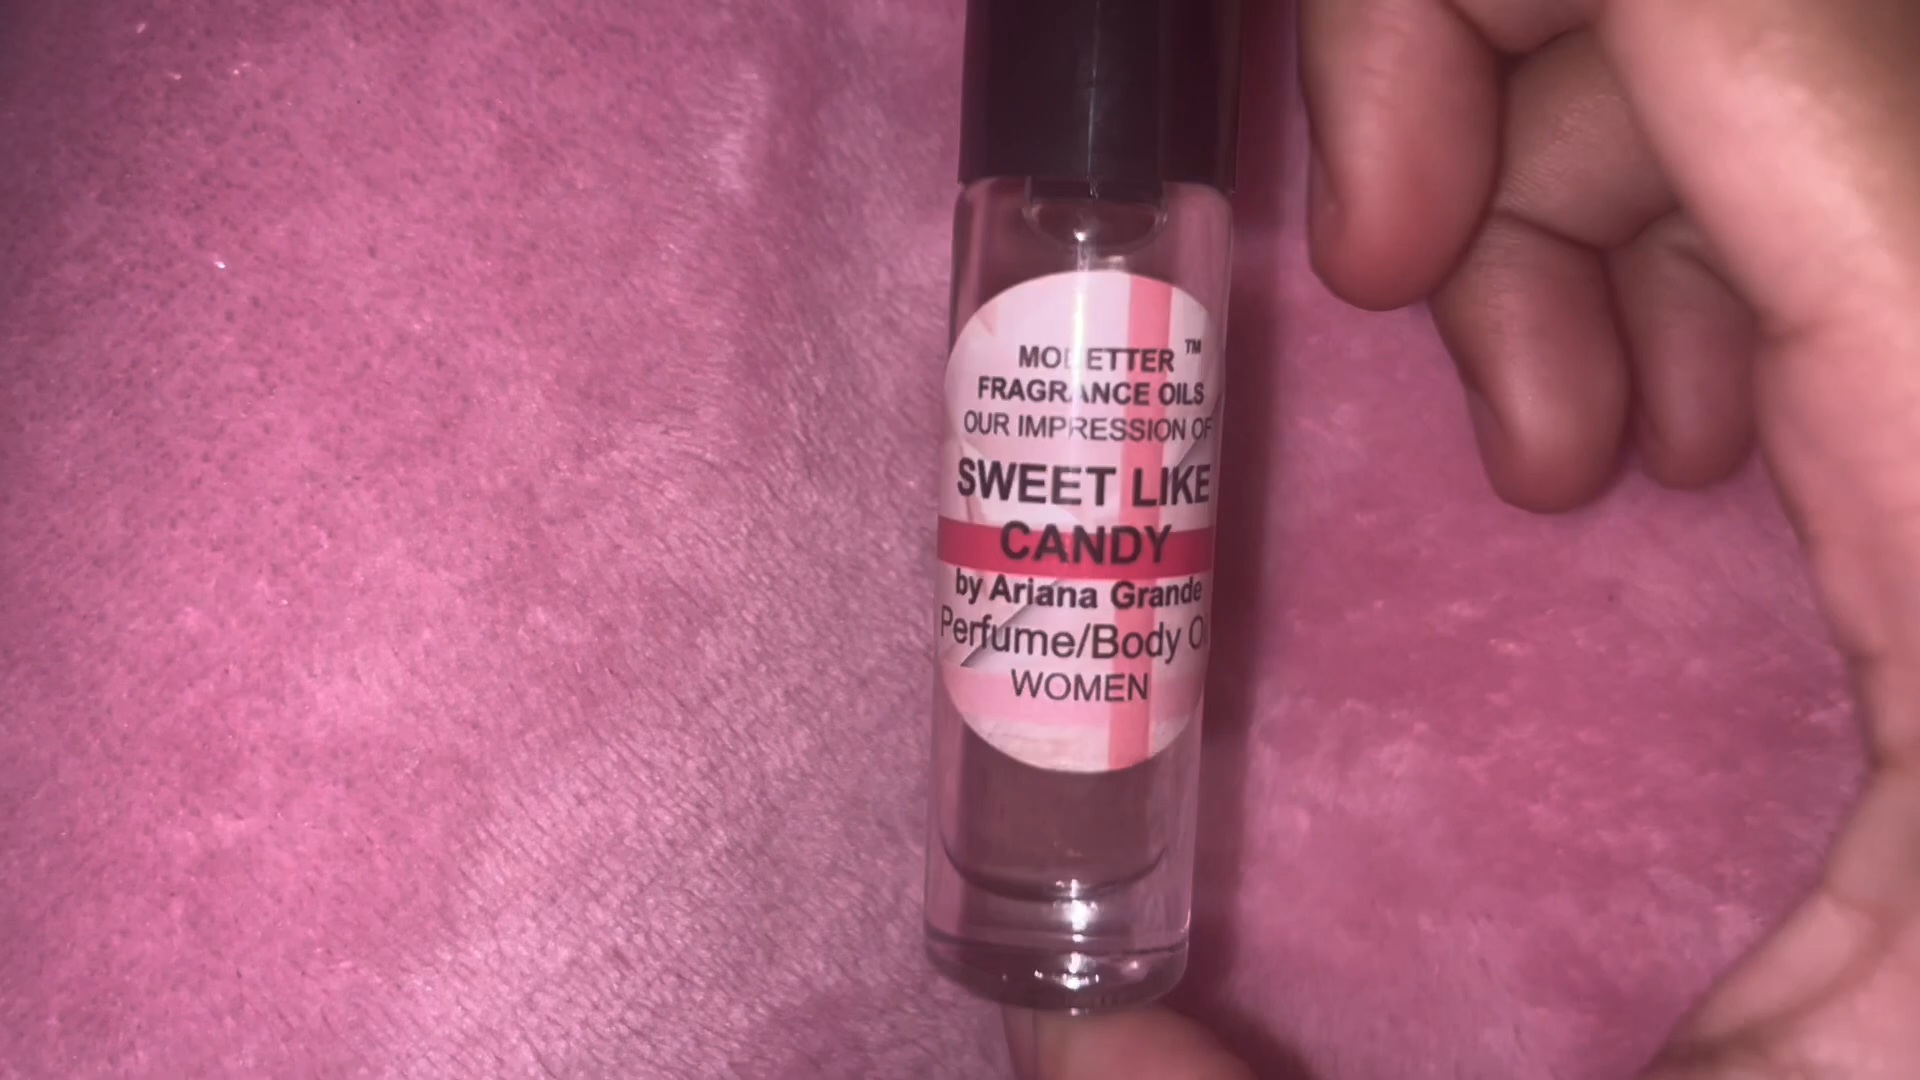 ™
FRAGRANCE OILS
OUR IMPRESSION OF
SWEET LIKE
CANDY
by Ariana Grande
Perfume/Body
WOMEN